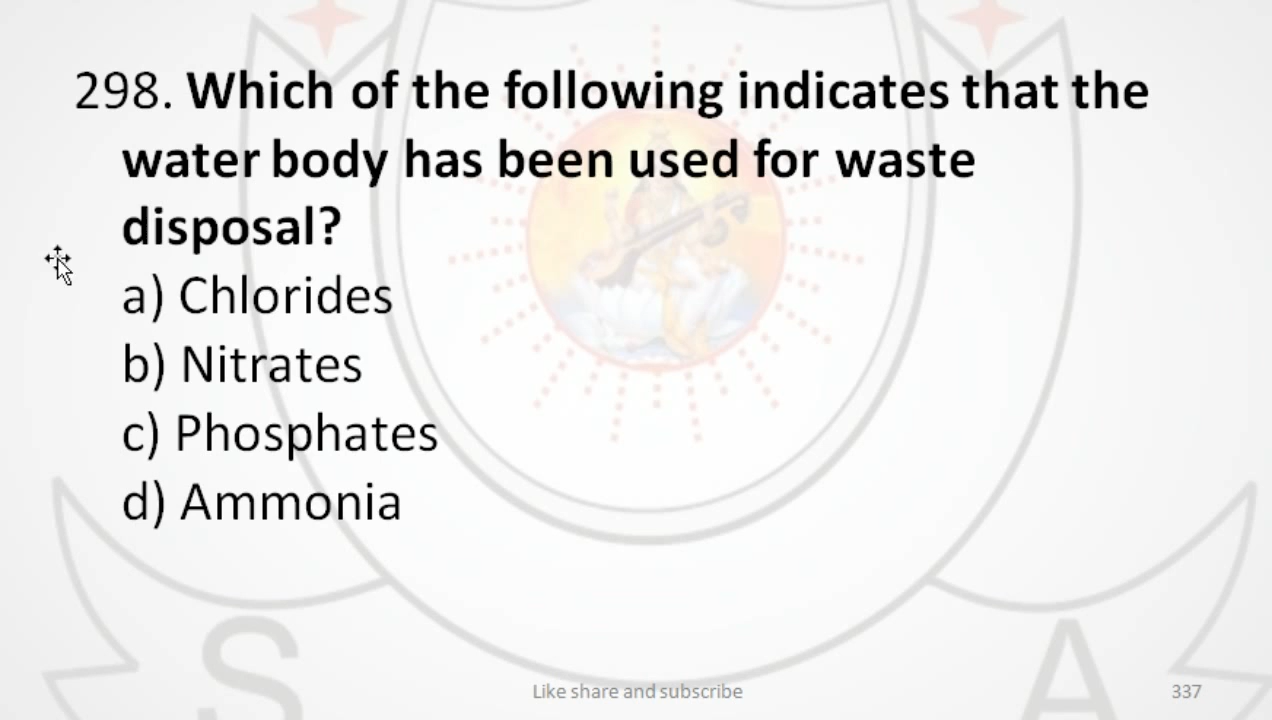 298. Which of the following indicates that the
water body has been used for waste
disposal?
a) Chlorides
b) Nitrates
c) Phosphates
d) Ammonia
S
A
Like share and subscribe
337